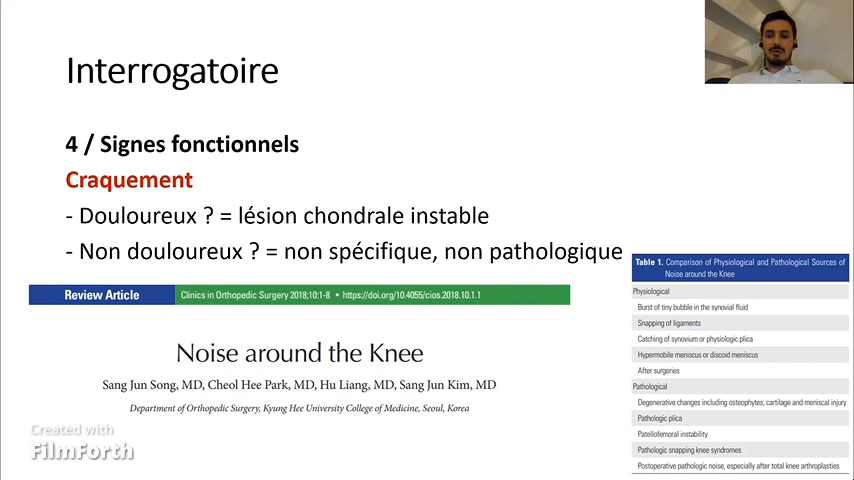 Interrogatoire
4 / Signes fonctionnels
Craquement
- Douloureux ? = lésion chondrale instable
- Non douloureux ? = non spécifique, non pathologique
Review Article
Clinics in Orthopedic Surgery 2018;10:1-8 • https://doi.org/10.4055/cios.2018.10.1.1
Noise around the Knee
Sang Jun Song, MD, Cheol Hee Park, MD, Hu Liang, MD, Sang Jun Kim, MD
Department of Orthopedic Surgery, Kyung Hee University College of Medicine, Seoul, Korea
Table 1. Comparison of Physiological and Pathological Sources of
Noise around the Knee
Physiological
Burst of tiny bubble in the synovial fluid
Snapping of ligaments
Catching of synovium or physiologic plica
Hypermobile meniscus or discoid meniscus
After surgeries
Pathological
Degenerative changes including osteophytes, cartilage and meniscal injury
Pathologic plica
Patellofemoral instability
Pathologic snapping knee syndromes
Postoperative pathologic noise, especially after total knee arthroplasties
Created with
FilmForth